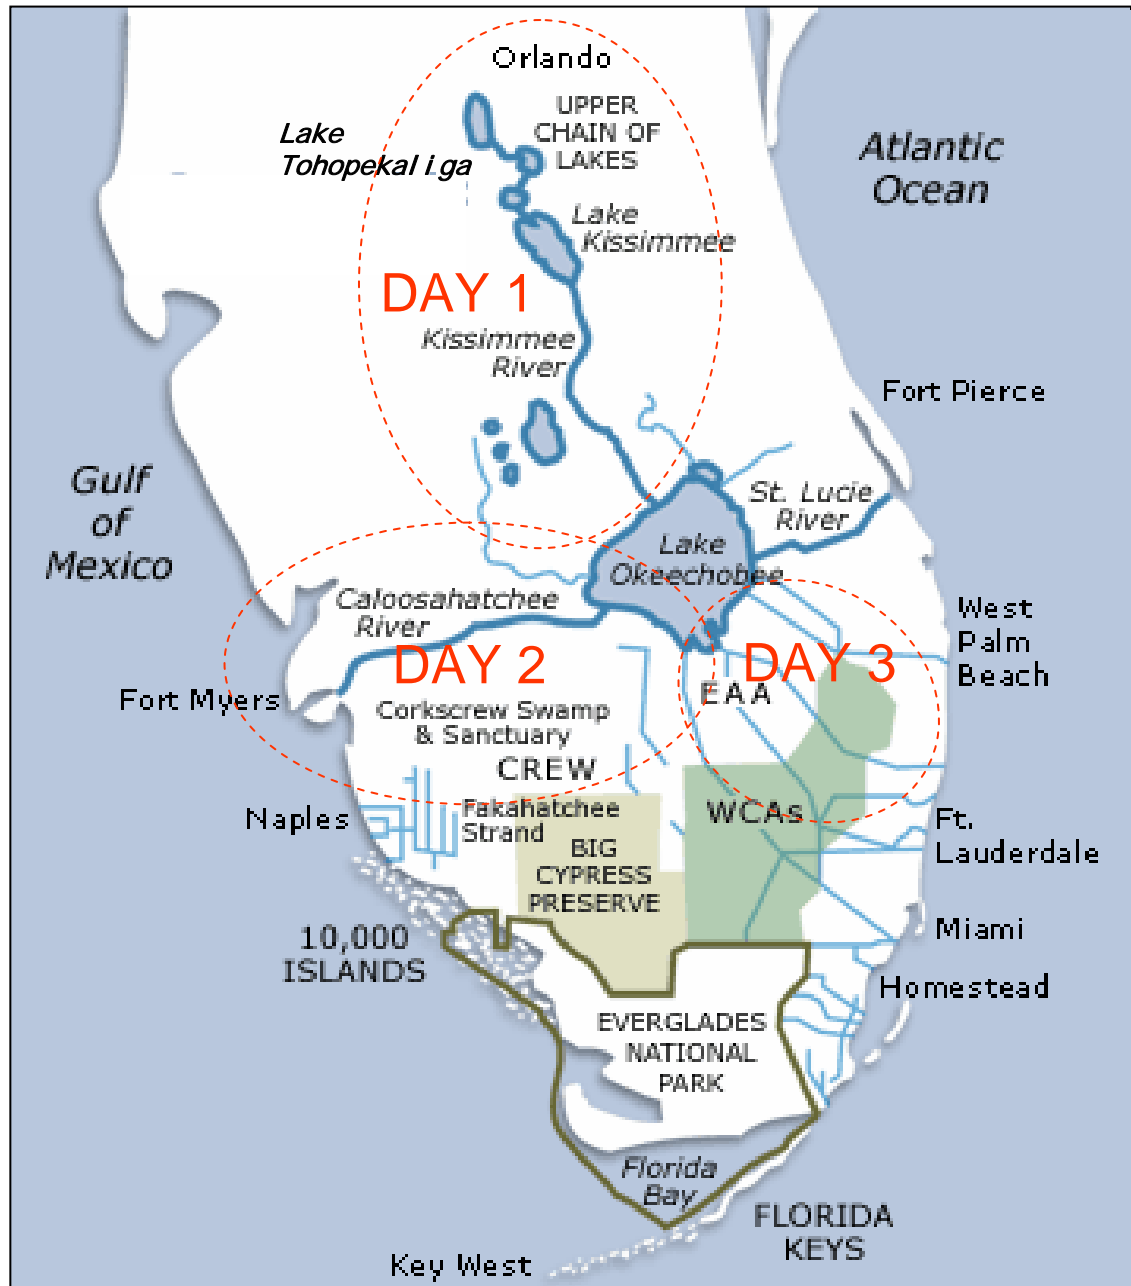 Orlando
UPPER
CHAIN OF
LAKES
Lake
Tohopekal i.ga
Atlantic
Ocean
Lake
Kissimmee
DAY 1
Kissimmee
River
Fort Pierce
Gulf
of
Mexico
St. Lucie
River
Lake
Okeechobee
Caloosahatchee
River
West
Palm
Beach
DAY 2
DAY 3
Fort Myers
EAA
Corkscrew Swamp
& Sanctuary
CREW
Naples
Fakahatchee
Strand
WCAs
Ft.
Lauderdale
BIG
CYPRESS
PRESERVE
10,000
ISLANDS
Miami
Homestead
EVERGLADES
NATIONAL
PARK
Florida
Bay
FLORIDA
KEYS
Key West